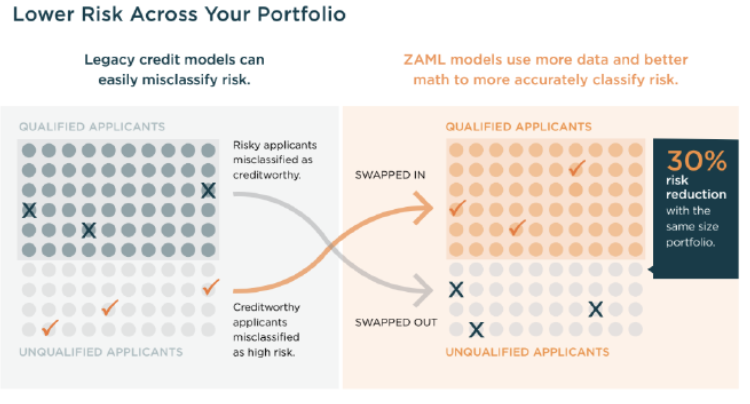 Lower Risk Across Your Portfolio
Legacy credit models can
easily misclassify risk.
ZAML models use more data and better
math to more accurately classify risk.
QUALIFIED APPLICANTS
Risky applicants
misclassified as
creditworthy.
Creditworthy
applicants
misclassified
as high risk.
UNQUALIFIED APPLICANTS
SWAPPED IN
SWAPPED OUT
QUALIFIED APPLICANTS
30%
risk
reduction
with the
same size
portfolio.
UNQUALIFIED APPLICANTS